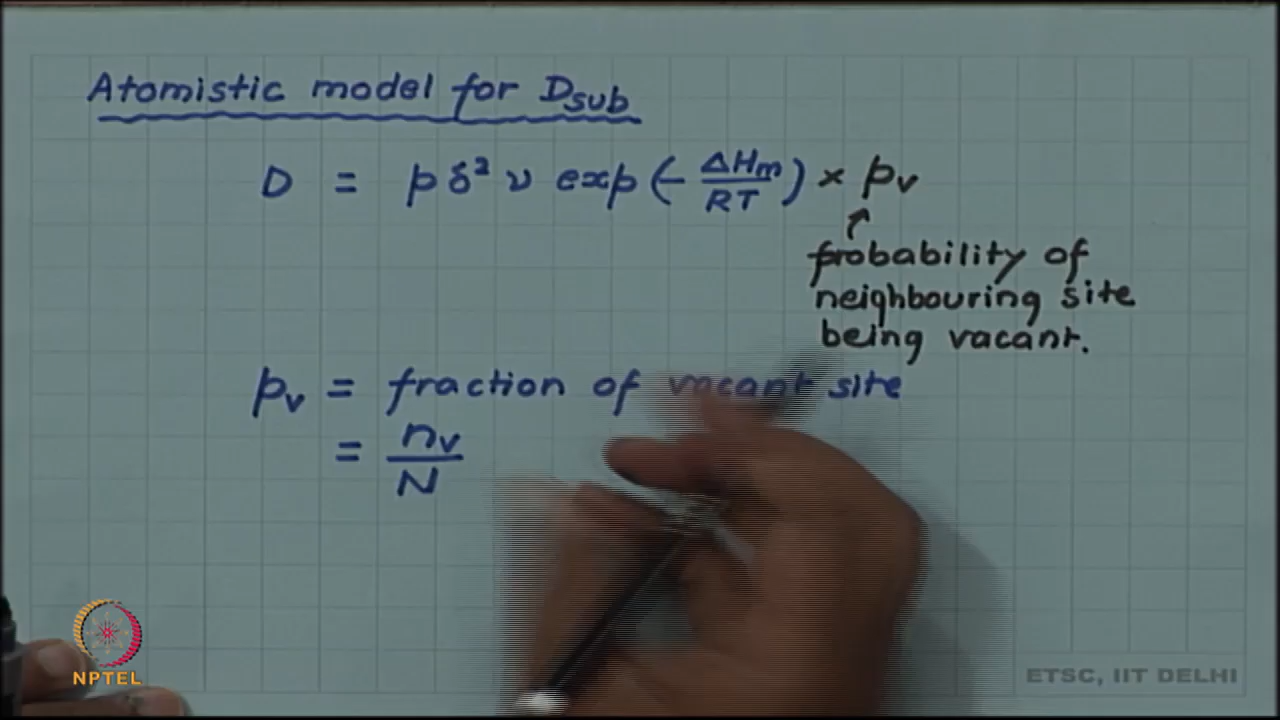 Atomistic model for Dsub
D = p δ² ν exp (- ΔHm / RT) × pv
probability of
neighbouring site
being vacant.
pv = fraction of vacant site
= nv / N
NPTEL
ETSC, IIT DELHI